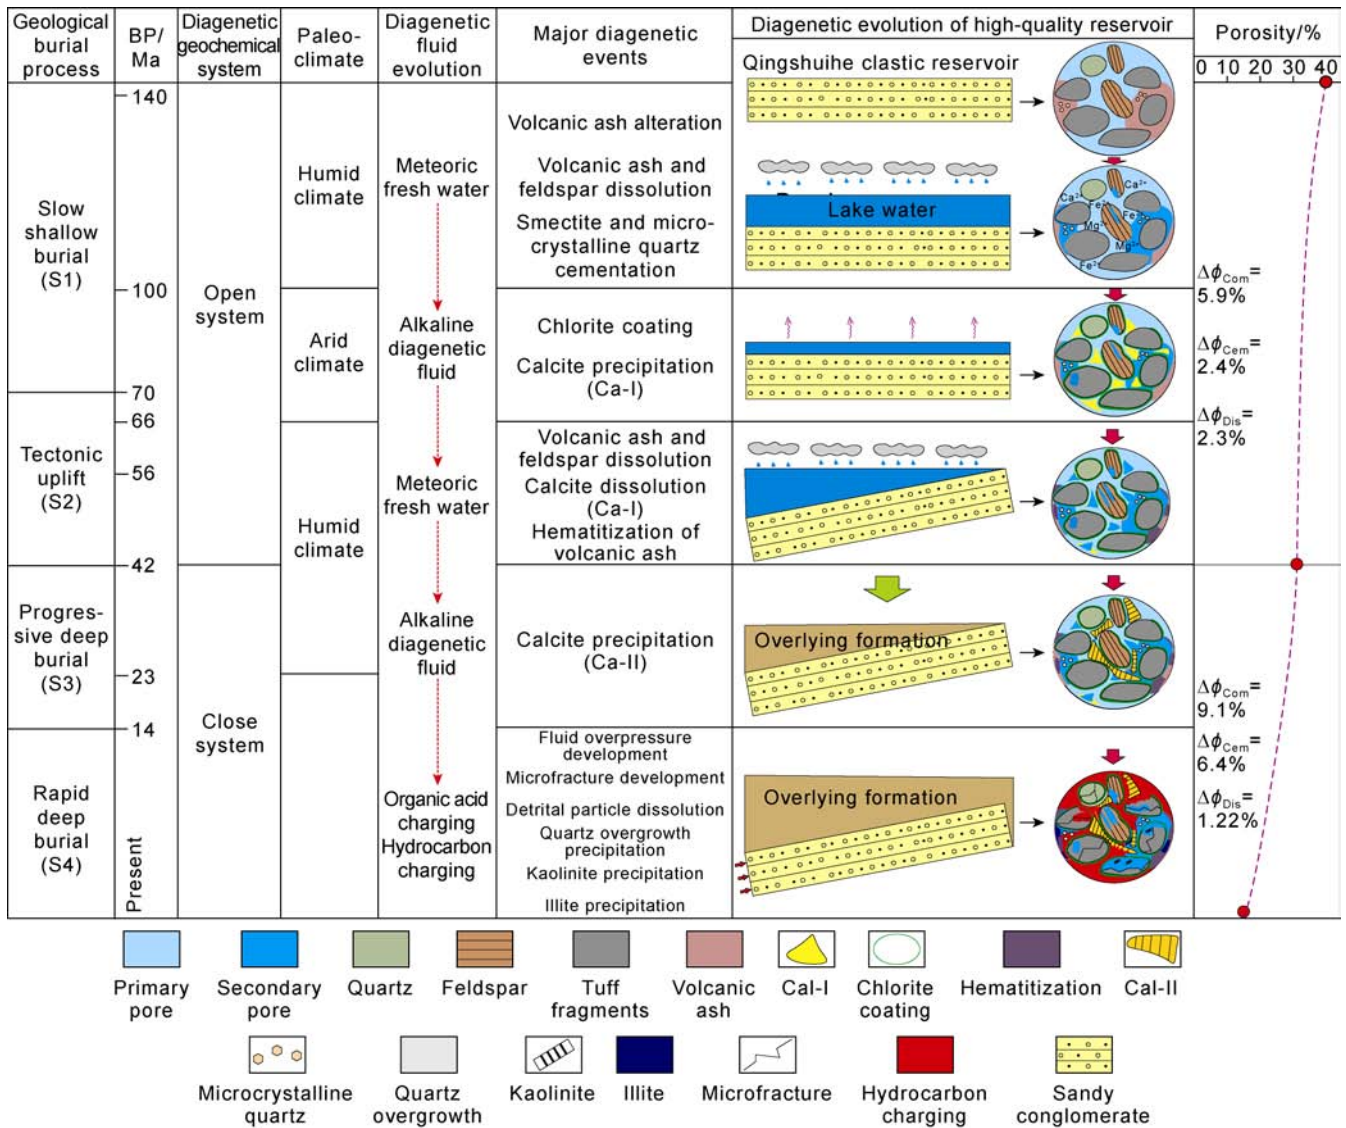 Geological
burial
process
BP/
Ma
Diagenetic
geochemical
system
Paleo-
climate
Diagenetic
fluid
evolution
Major diagenetic
events
Diagenetic evolution of high-quality reservoir
Porosity/%
0 10 20 30 40
Qingshuihe clastic reservoir
Slow
shallow
burial
(S1)
Tectonic
uplift
(S2)
Progres-
sive deep
burial
(S3)
Rapid
deep
burial
(S4)
140
100
70
66
56
42
23
14
Present
Open
system
Close
system
Humid
climate
Arid
climate
Humid
climate
Meteoric
fresh water
Alkaline
diagenetic
fluid
Meteoric
fresh water
Alkaline
diagenetic
fluid
Organic acid
charging
Hydrocarbon
charging
Volcanic ash alteration
Volcanic ash and
feldspar dissolution
Smectite and micro-
crystalline quartz
cementation
Chlorite coating
Calcite precipitation
(Ca-I)
Volcanic ash and
feldspar dissolution
Calcite dissolution
(Ca-I)
Hematitization of
volcanic ash
Calcite precipitation
(Ca-II)
Fluid overpressure
development
Microfracture development
Detrital particle dissolution
Quartz overgrowth
precipitation
Kaolinite precipitation
Illite precipitation
Lake water
Ca²⁺
Ca²⁺
Fe²⁺
Fe²⁺
Mg²⁺
Mg²⁺
Fe²⁺
Overlying formation
Overlying formation
ΔϕCom=
5.9%
ΔϕCem=
2.4%
ΔϕDis=
2.3%
ΔϕCom=
9.1%
ΔϕCem=
6.4%
ΔϕDis=
1.22%
Primary
pore
Secondary
pore
Quartz
Feldspar
Tuff
fragments
Volcanic
ash
Cal-I
Chlorite
coating
Hematitization
Cal-II
Microcrystalline
quartz
Quartz
overgrowth
Kaolinite
Illite
Microfracture
Hydrocarbon
charging
Sandy
conglomerate